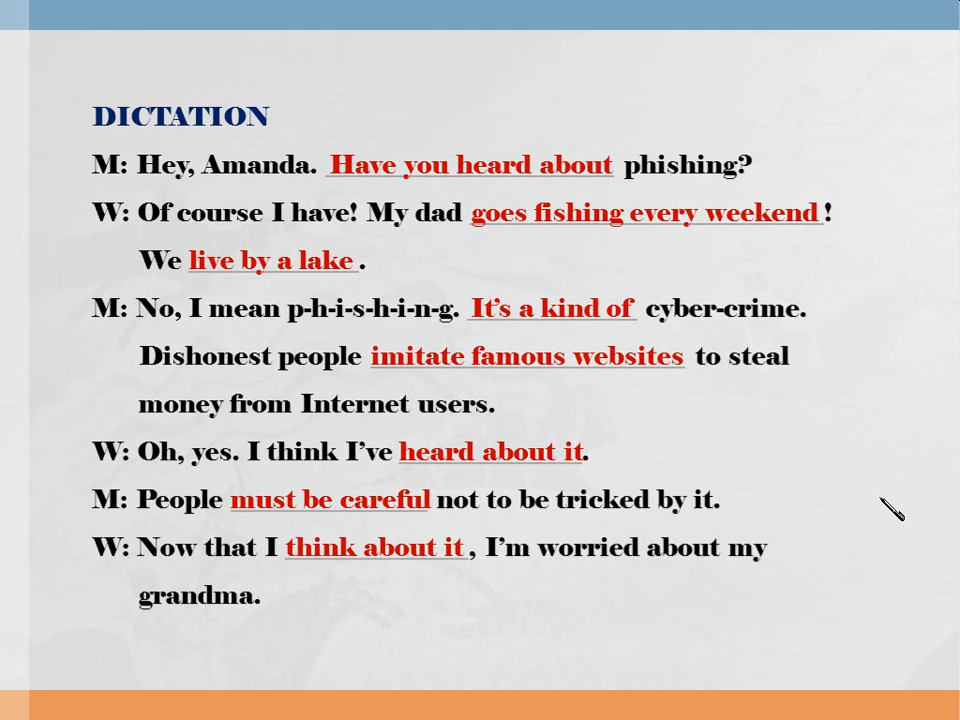 DICTATION
M: Hey, Amanda. Have you heard about phishing?
W: Of course I have! My dad goes fishing every weekend!
We live by a lake.
M: No, I mean p-h-i-s-h-i-n-g. It's a kind of cyber-crime.
Dishonest people imitate famous websites to steal
money from Internet users.
W: Oh, yes. I think I've heard about it.
M: People must be careful not to be tricked by it.
W: Now that I think about it, I'm worried about my
grandma.